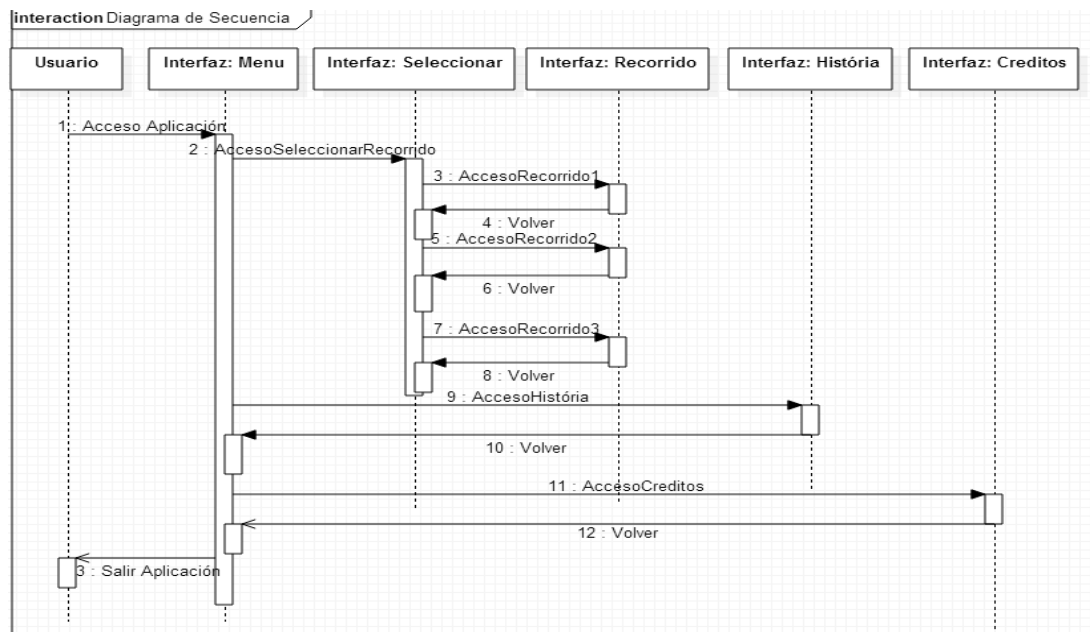 interaction Diagrama de Secuencia
Usuario
Interfaz: Menu
Interfaz: Seleccionar
Interfaz: Recorrido
Interfaz: História
Interfaz: Creditos
1 : Acceso Aplicación
2 : AccesoSeleccionarRecorrido
3 : AccesoRecorrido1
4 : Volver
5 : AccesoRecorrido2
6 : Volver
7 : AccesoRecorrido3
8 : Volver
9 : AccesoHistória
10 : Volver
11 : AccesoCreditos
12 : Volver
3 : Salir Aplicación